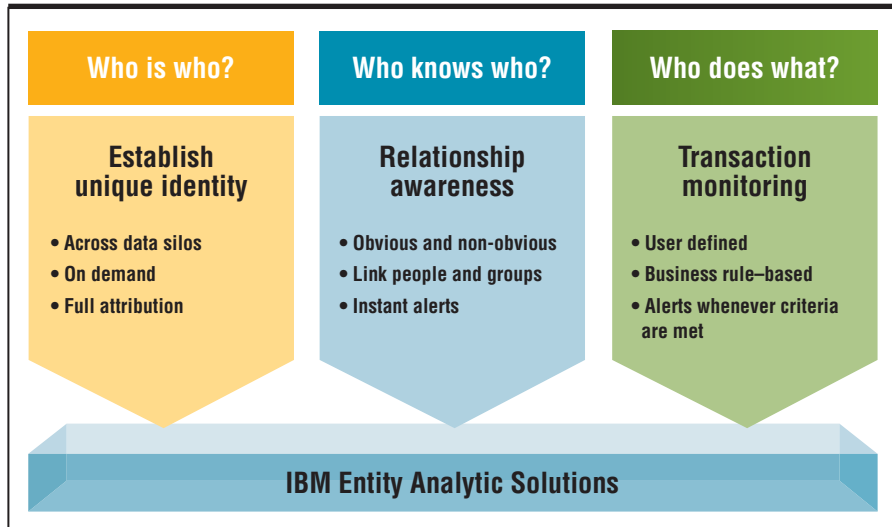 Who is who?
Establish
unique identity
• Across data silos
• On demand
• Full attribution
Who knows who?
Relationship
awareness
• Obvious and non-obvious
• Link people and groups
• Instant alerts
Who does what?
Transaction
monitoring
• User defined
• Business rule–based
• Alerts whenever criteria
are met
IBM Entity Analytic Solutions